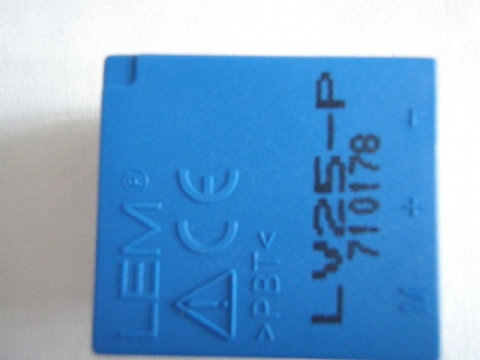 LEM®
CE
>PBT<
LV25-P
710178
M + -